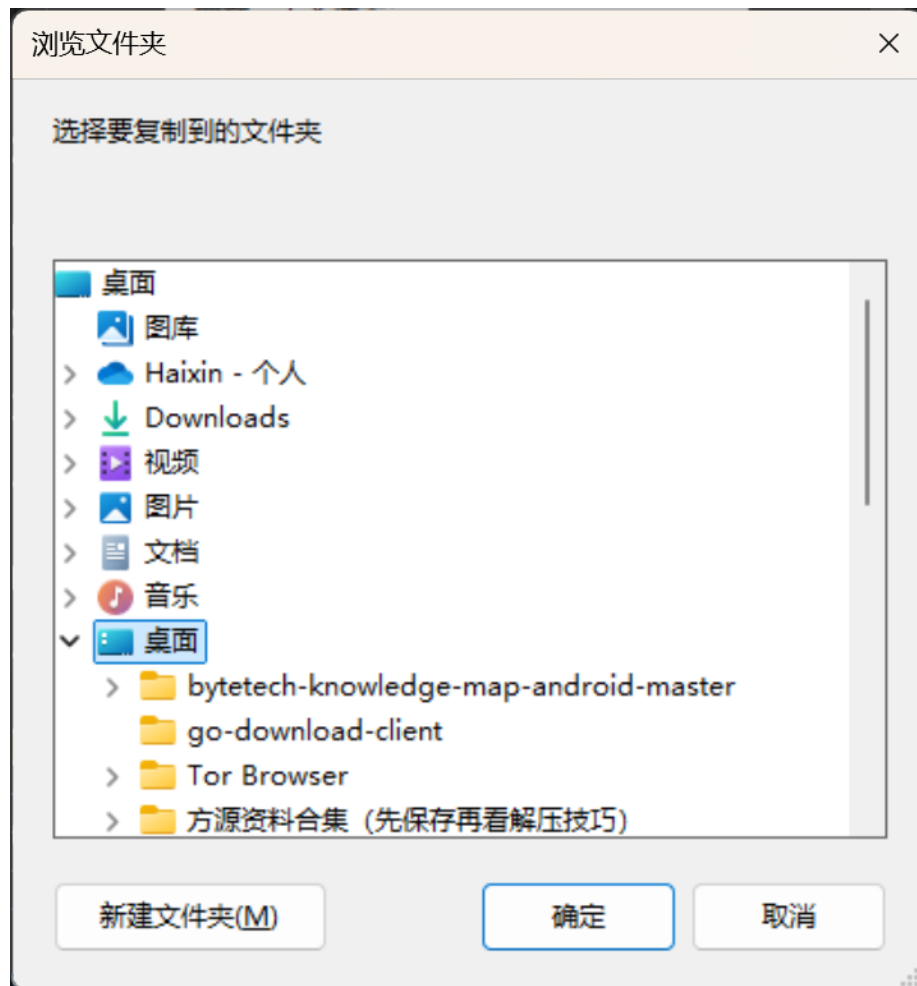 浏览文件夹
选择要复制到的文件夹
桌面
图库
Haixin - 个人
Downloads
视频
图片
文档
音乐
桌面
bytetech-knowledge-map-android-master
go-download-client
Tor Browser
方源资料合集（先保存再看解压技巧）
新建文件夹(M)
确定
取消